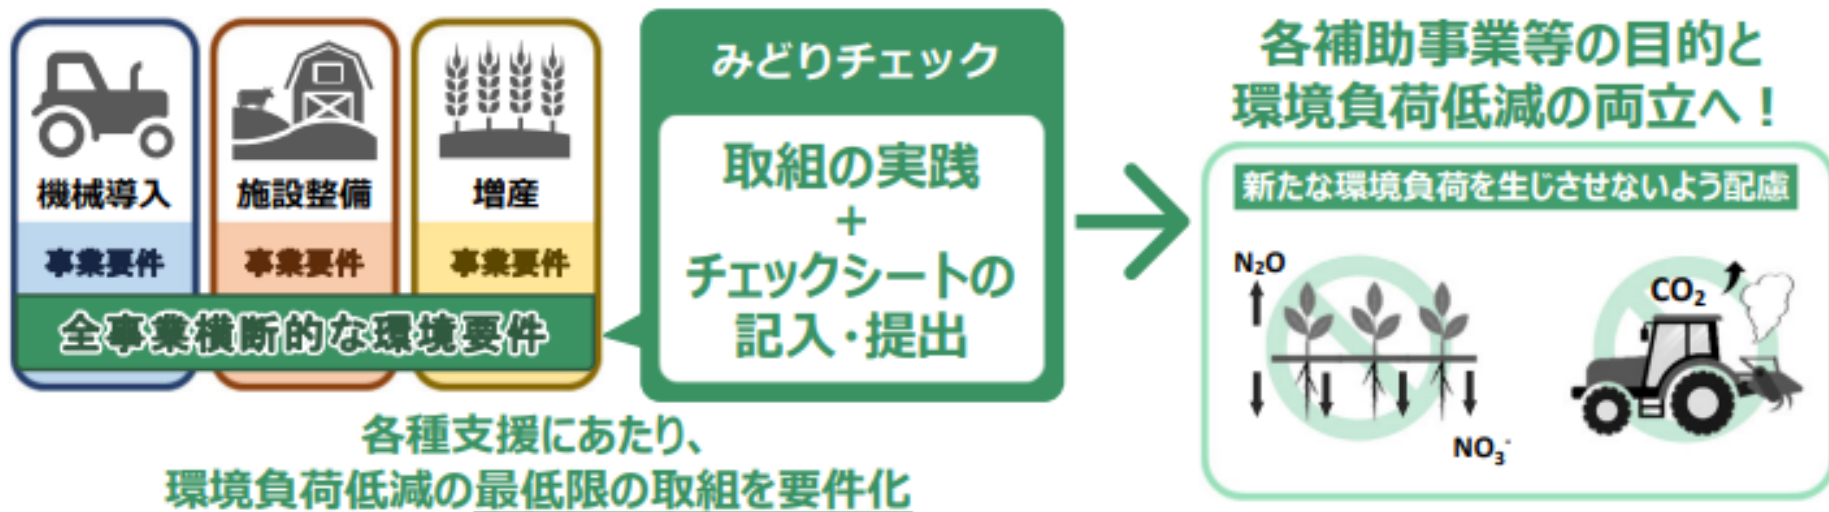 機械導入
事業要件
施設整備
事業要件
増産
事業要件
全事業横断的な環境要件
各種支援にあたり、
環境負荷低減の最低限の取組を要件化
みどりチェック
取組の実践
+
チェックシートの
記入・提出
各補助事業等の目的と
環境負荷低減の両立へ！
新たな環境負荷を生じさせないよう配慮
N₂O
NO₃⁻
CO₂